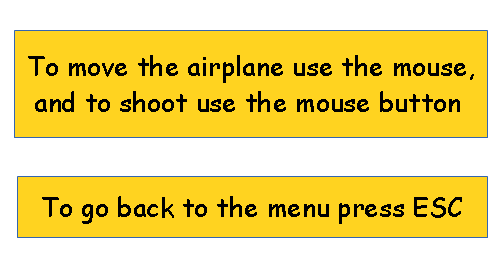 To move the airplane use the mouse,
and to shoot use the mouse button
To go back to the menu press ESC